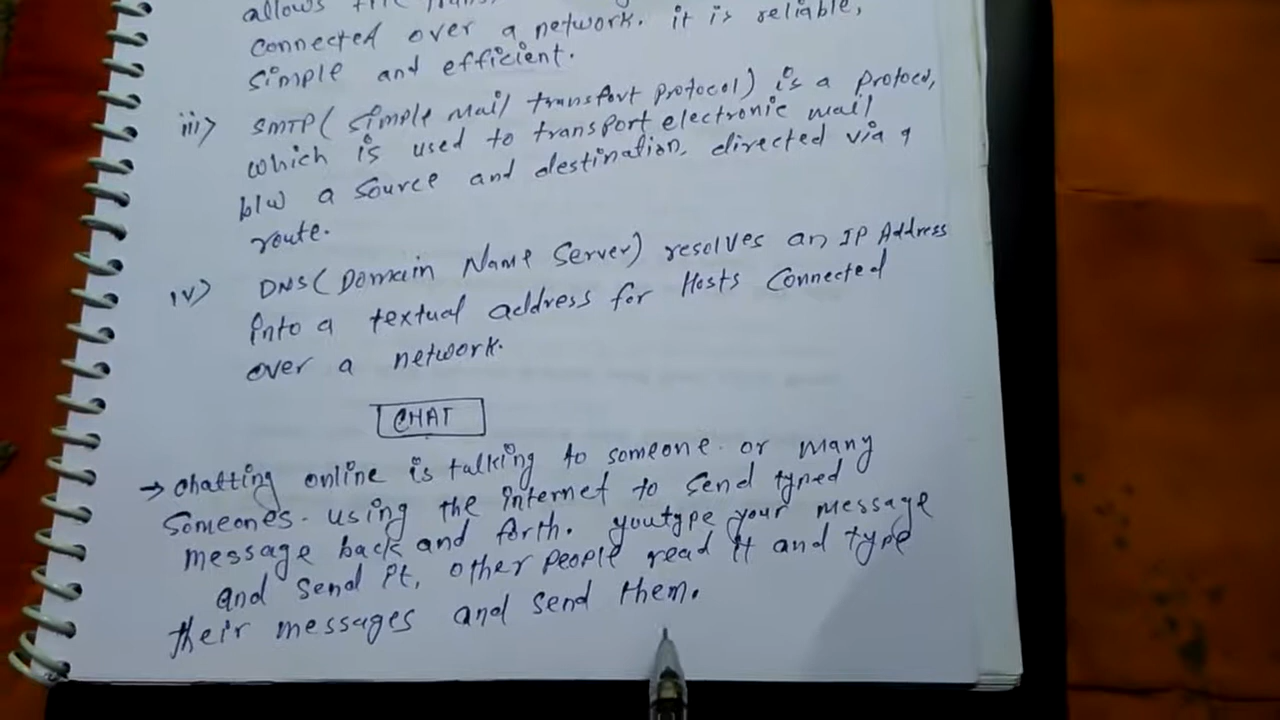 allows
connected over a network. it is reliable,
simple and efficient.
iii) SMTP ( simple Mail transport protocol) is a protocol,
which is used to transport electronic mail
b/w a source and destination, directed via a
route.
iv) DNS ( Domain Name Server) resolves an IP Address
into a textual address for Hosts connected
over a network.
CHAT
→ chatting online is talking to someone or many
someones. using the internet to send typed
message back and forth. you type your message
and send it, other people read it and type
their messages and send them.